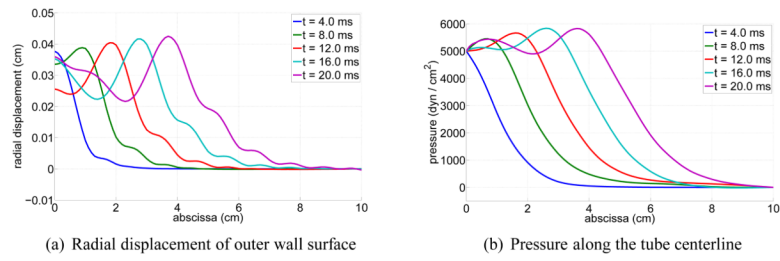 0.05
0.04
0.03
0.02
0.01
0
−0.01
radial displacement (cm)
0 2 4 6 8 10
abscissa (cm)
t = 4.0 ms
t = 8.0 ms
t = 12.0 ms
t = 16.0 ms
t = 20.0 ms
(a) Radial displacement of outer wall surface
6000
5000
4000
3000
2000
1000
0
pressure (dyn / cm²)
0 2 4 6 8 10
abscissa (cm)
t = 4.0 ms
t = 8.0 ms
t = 12.0 ms
t = 16.0 ms
t = 20.0 ms
(b) Pressure along the tube centerline